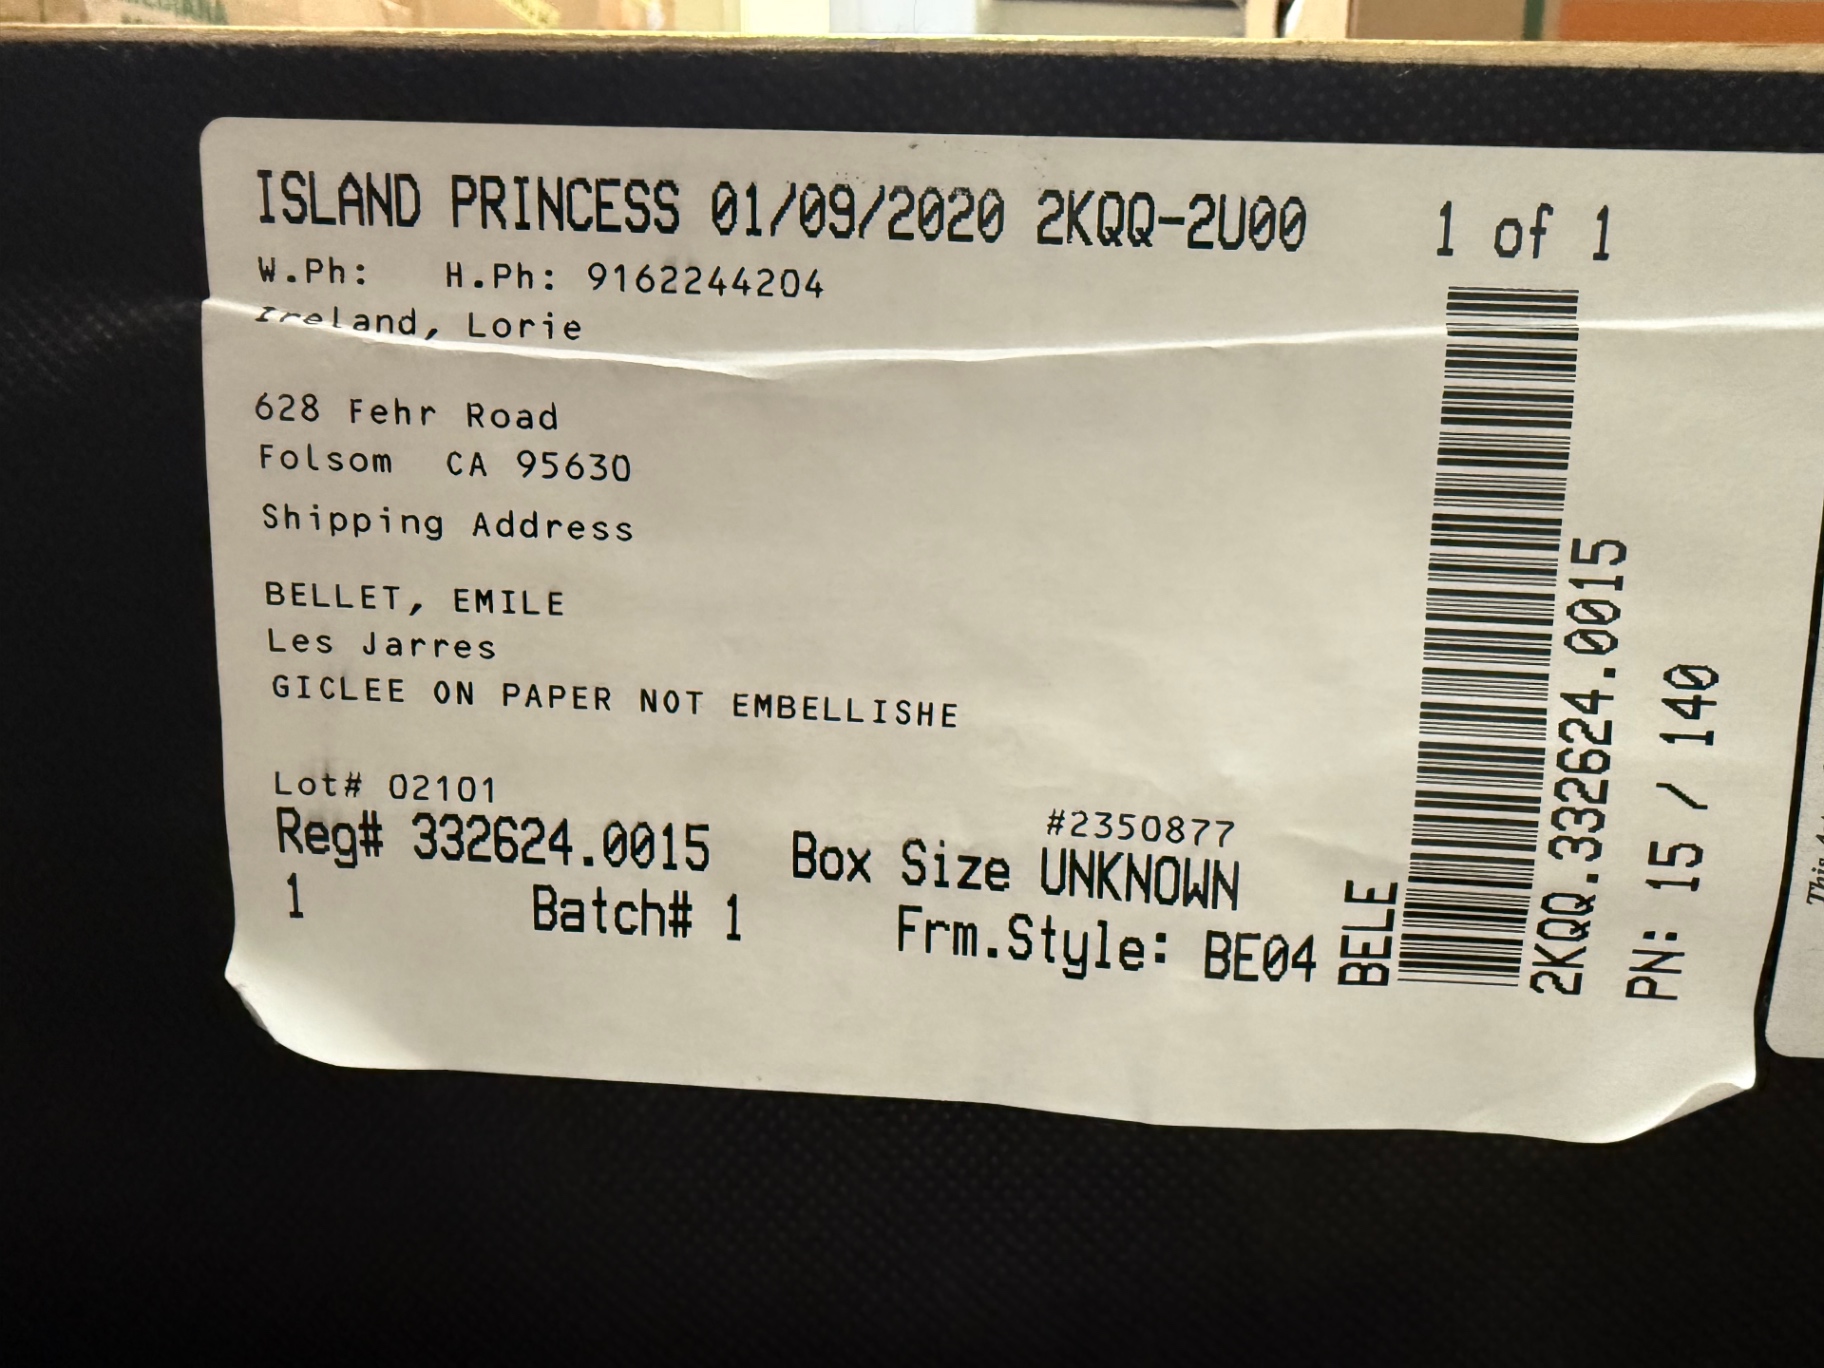 ISLAND PRINCESS 01/09/2020 2KQQ-2U00 1 of 1
W.Ph: H.Ph: 9162244204
Ireland, Lorie
628 Fehr Road
Folsom CA 95630
Shipping Address
BELLET, EMILE
Les Jarres
GICLEE ON PAPER NOT EMBELLISHE
Lot# 02101
#2350877
Reg# 332624.0015 Box Size UNKNOWN
1 Batch# 1 Frm.Style: BE04
BELE
2KQQ.332624.0015
PN: 15 / 140
This